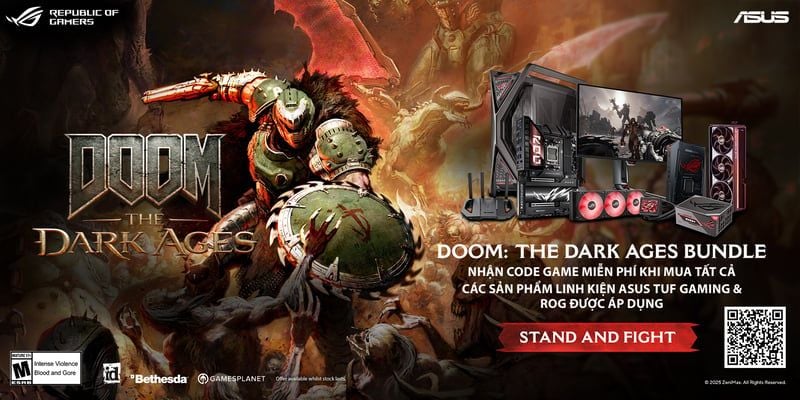 REPUBLIC OF
GAMERS
ASUS
DOOM
THE
DARK AGES
DOOM: THE DARK AGES BUNDLE
NHẬN CODE GAME MIỄN PHÍ KHI MUA TẤT CẢ
CÁC SẢN PHẨM LINH KIỆN ASUS TUF GAMING &
ROG ĐƯỢC ÁP DỤNG
STAND AND FIGHT
MATURE 17+
M
ESRB
Intense Violence
Blood and Gore
id
Bethesda
GAMESPLANET
Offer available whilst stock lasts.
© 2025 ZeniMax. All Rights Reserved.